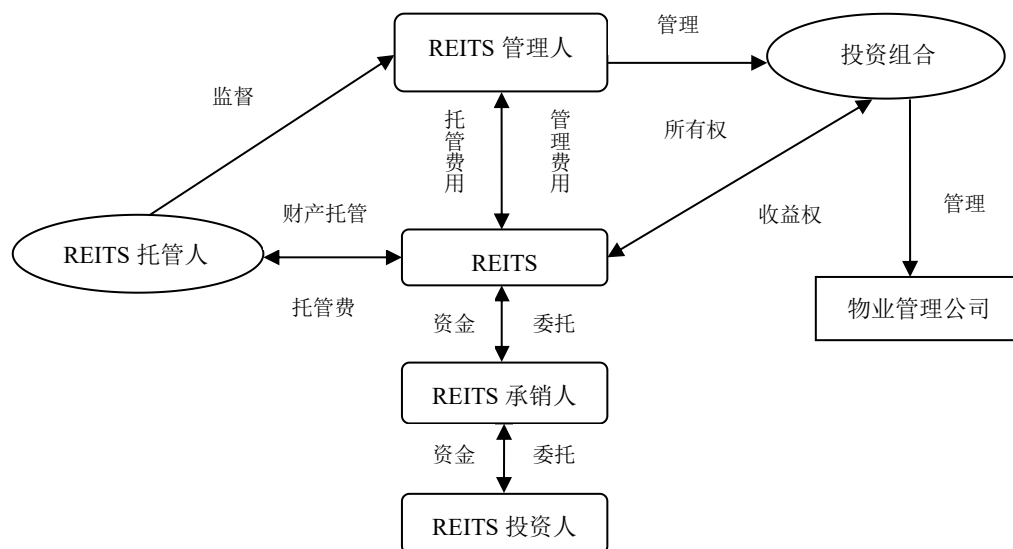 管理
REITS 管理人
投资组合
监督
托管费用
管理费用
所有权
财产托管
收益权
管理
REITS 托管人
REITS
托管费
物业管理公司
资金
委托
REITS 承销人
资金
委托
REITS 投资人